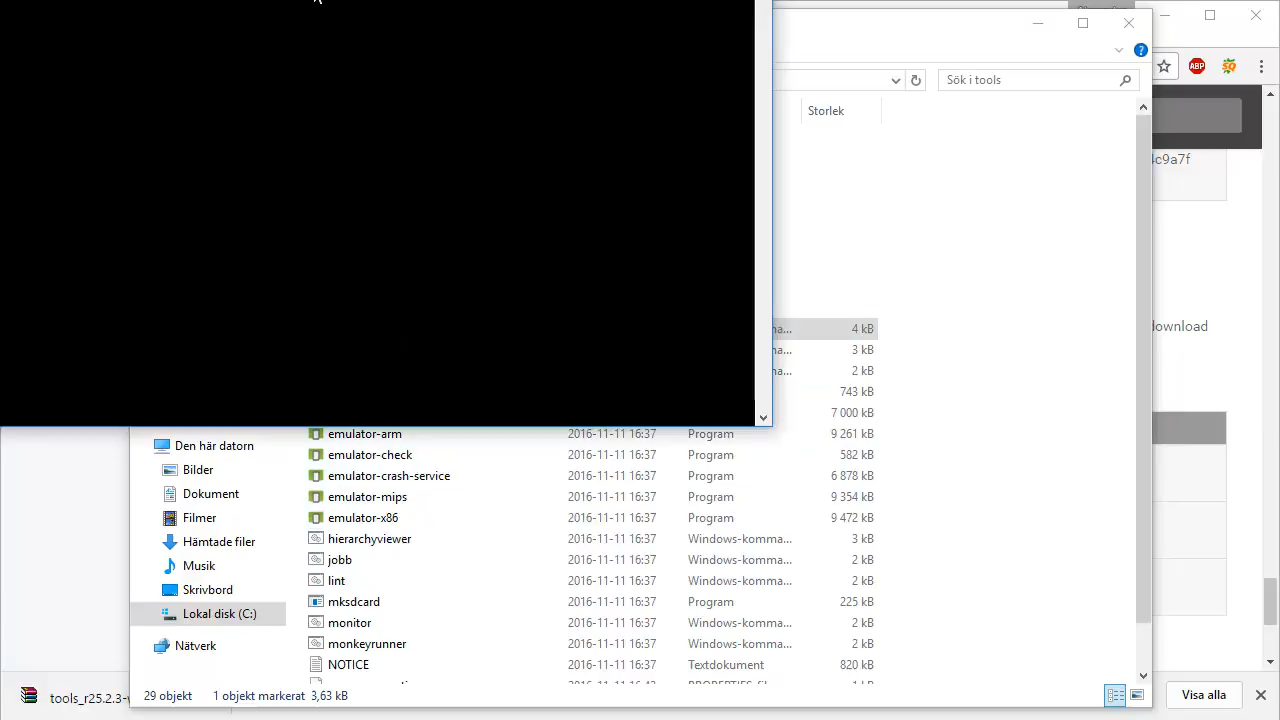 Sök i tools
Storlek
4c9a7f
4 kB
3 kB
2 kB
743 kB
7 000 kB
emulator-arm 2016-11-11 16:37 Program 9 261 kB
Den här datorn
emulator-check 2016-11-11 16:37 Program 582 kB
Bilder
emulator-crash-service 2016-11-11 16:37 Program 6 878 kB
Dokument
emulator-mips 2016-11-11 16:37 Program 9 354 kB
Filmer
emulator-x86 2016-11-11 16:37 Program 9 472 kB
Hämtade filer
hierarchyviewer 2016-11-11 16:37 Windows-komma... 3 kB
Musik
jobb 2016-11-11 16:37 Windows-komma... 2 kB
Skrivbord
lint 2016-11-11 16:37 Windows-komma... 2 kB
Lokal disk (C:)
mksdcard 2016-11-11 16:37 Program 225 kB
monitor 2016-11-11 16:37 Windows-komma... 2 kB
Nätverk
monkeyrunner 2016-11-11 16:37 Windows-komma... 2 kB
NOTICE 2016-11-11 16:37 Textdokument 820 kB
29 objekt 1 objekt markerat 3,63 kB
tools_r25.2.3-
Visa alla
ABP
SQ
download